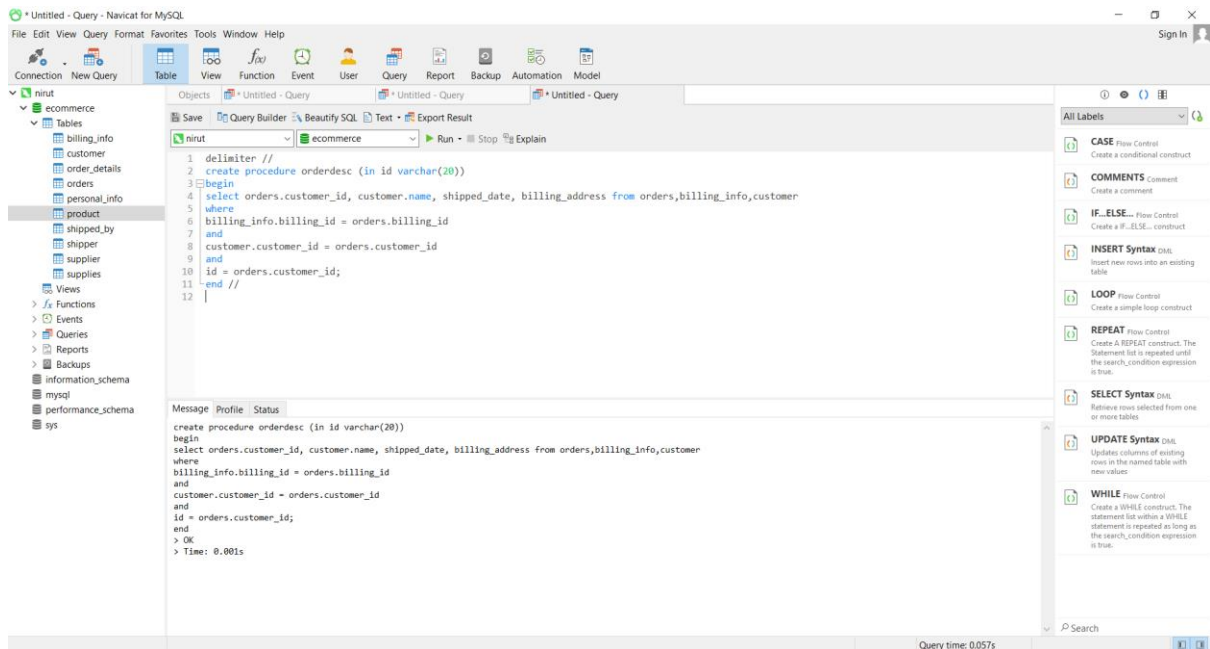 * Untitled - Query - Navicat for MySQL
File Edit View Query Format Favorites Tools Window Help
Sign In
Connection New Query Table View Function Event User Query Report Backup Automation Model
nirut
ecommerce
Tables
billing_info
customer
order_details
orders
personal_info
product
shipped_by
shipper
supplier
supplies
Views
Functions
Events
Queries
Reports
Backups
information_schema
mysql
performance_schema
sys
Objects * Untitled - Query * Untitled - Query * Untitled - Query
Save Query Builder Beautify SQL Text Export Result
nirut ecommerce Run Stop Explain
1 delimiter //
2 create procedure orderdesc (in id varchar(20))
3 begin
4 select orders.customer_id, customer.name, shipped_date, billing_address from orders,billing_info,customer
5 where
6 billing_info.billing_id = orders.billing_id
7 and
8 customer.customer_id = orders.customer_id
9 and
10 id = orders.customer_id;
11 end //
12
Message Profile Status
create procedure orderdesc (in id varchar(20))
begin
select orders.customer_id, customer.name, shipped_date, billing_address from orders,billing_info,customer
where
billing_info.billing_id = orders.billing_id
and
customer.customer_id = orders.customer_id
and
id = orders.customer_id;
end
> OK
> Time: 0.001s
All Labels
CASE Flow Control
Create a conditional construct
COMMENTS Comment
Create a comment
IF...ELSE... Flow Control
Create a IF...ELSE... construct
INSERT Syntax DML
Insert new rows into an existing
table
LOOP Flow Control
Create a simple loop construct
REPEAT Flow Control
Create A REPEAT construct. The
Statement list is repeated until
the search_condition expression
is true.
SELECT Syntax DML
Retrieve rows selected from one
or more tables
UPDATE Syntax DML
Updates columns of existing
rows in the named table with
new values
WHILE Flow Control
Create a WHILE construct. The
statement list within a WHILE
statement is repeated as long as
the search_condition expression
is true.
Search
Query time: 0.057s